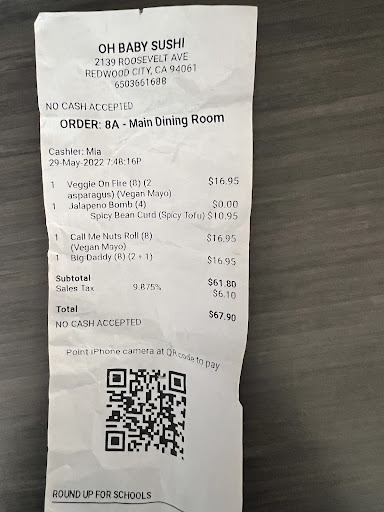 OH BABY SUSHI
2139 ROOSEVELT AVE
REDWOOD CITY, CA 94061
6503661688
NO CASH ACCEPTED
ORDER: 8A - Main Dining Room
Cashier: Mia
29-May-2022 7:48:16P
1 Veggie On Fire (8) (2 $16.95
asparagus) (Vegan Mayo)
1 Jalapeno Bomb (4) $0.00
Spicy Bean Curd (Spicy Tofu) $10.95
1 Call Me Nuts Roll (8) $16.95
(Vegan Mayo)
1 Big Daddy (8) (2 + 1) $16.95
Subtotal $61.80
Sales Tax 9.875% $6.10
Total $67.90
NO CASH ACCEPTED
Point iPhone camera at QR code to pay
ROUND UP FOR SCHOOLS